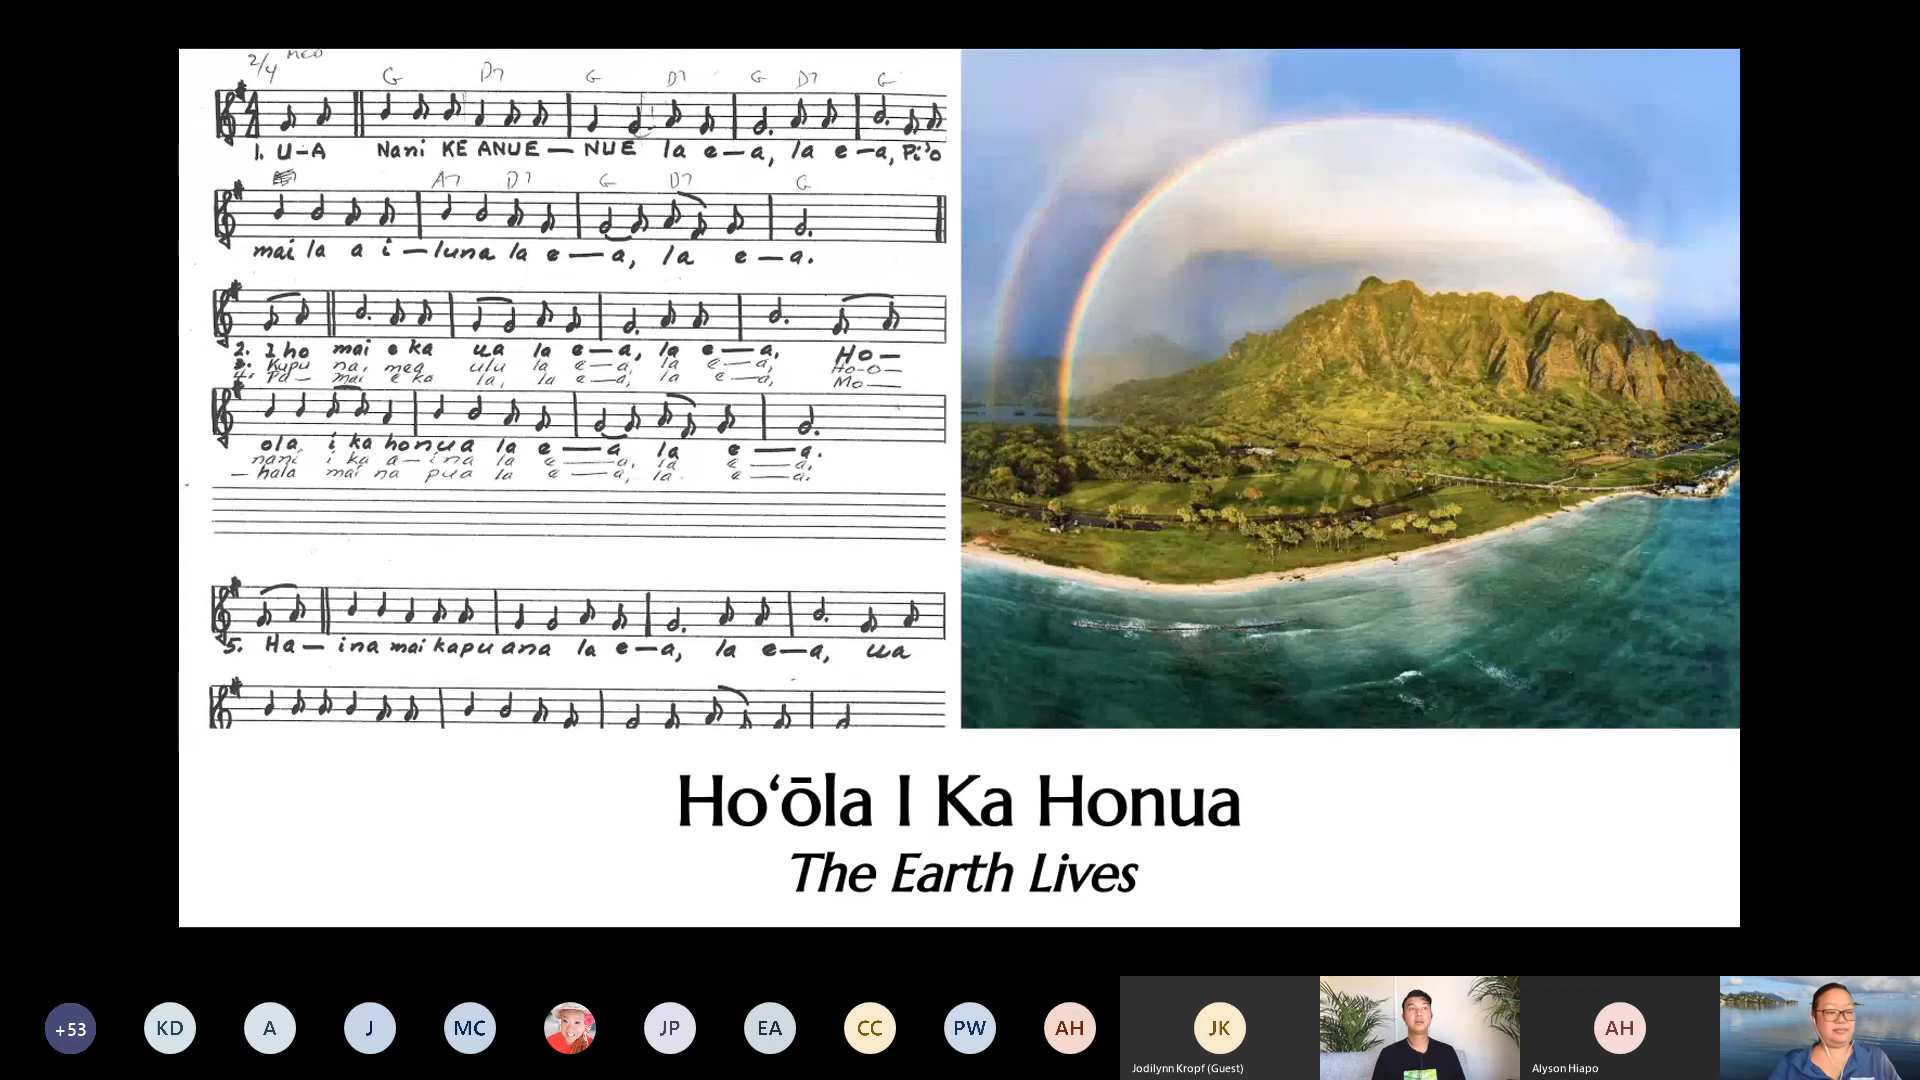 2/4 MED
G D7 G D7 G D7 G
4/4
1. U-A Nani KE ANUE — NUE la e—a, la e—a, Pi'o
A7 D7 G D7 G
mai la a i—luna la e—a, la e—a.
2. Iho mai e ka ua la e—a, la e—a, Ho—
3. Kupu na, mea ulu la e—a, la e—a, Ho-o—
4. Pa— mai e ka la, la e—a, la e—a, Mo—
ola i ka honua la e—a la e—a.
nani i ka a—ina la e—a, la e—a.
—hala mai na pua la e—a, la e—a.
5. Ha—ina mai kapuana la e—a, la e—a, ua
Hoʻōla I Ka Honua
The Earth Lives
+53 KD A J MC JP EA CC PW AH JK AH
Jodilynn Kropf (Guest) Alyson Hiapo